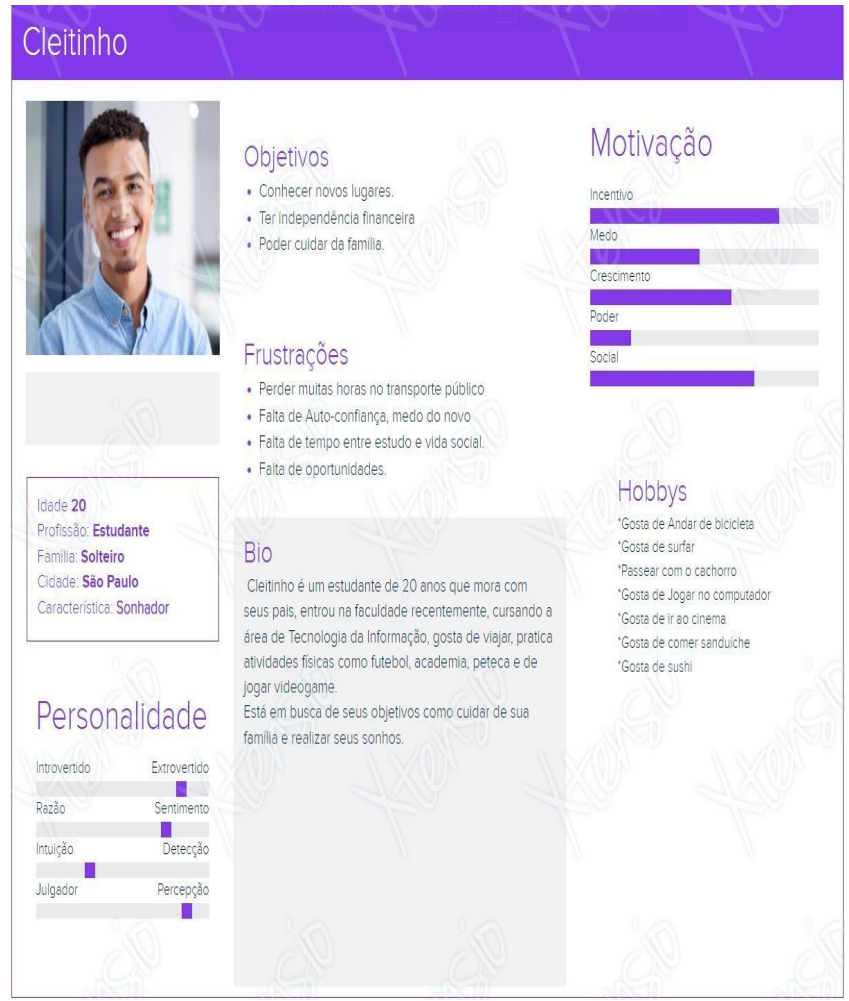 Cleitinho
Objetivos
• Conhecer novos lugares.
• Ter independência financeira
• Poder cuidar da família.
Frustrações
• Perder muitas horas no transporte público
• Falta de Auto-confiança, medo do novo
• Falta de tempo entre estudo e vida social.
• Falta de oportunidades.
Motivação
Incentivo
Medo
Crescimento
Poder
Social
Idade 20
Profissão: Estudante
Família: Solteiro
Cidade: São Paulo
Característica: Sonhador
Bio
Cleitinho é um estudante de 20 anos que mora com
seus pais, entrou na faculdade recentemente, cursando a
área de Tecnologia da Informação, gosta de viajar, pratica
atividades físicas como futebol, academia, peteca e de
jogar videogame.
Está em busca de seus objetivos como cuidar de sua
família e realizar seus sonhos.
Hobbys
*Gosta de Andar de bicicleta
*Gosta de surfar
*Passear com o cachorro
*Gosta de Jogar no computador
*Gosta de ir ao cinema
*Gosta de comer sanduíche
*Gosta de sushi
Personalidade
Introvertido Extrovertido
Razão Sentimento
Intuição Detecção
Julgador Percepção
Xtensio